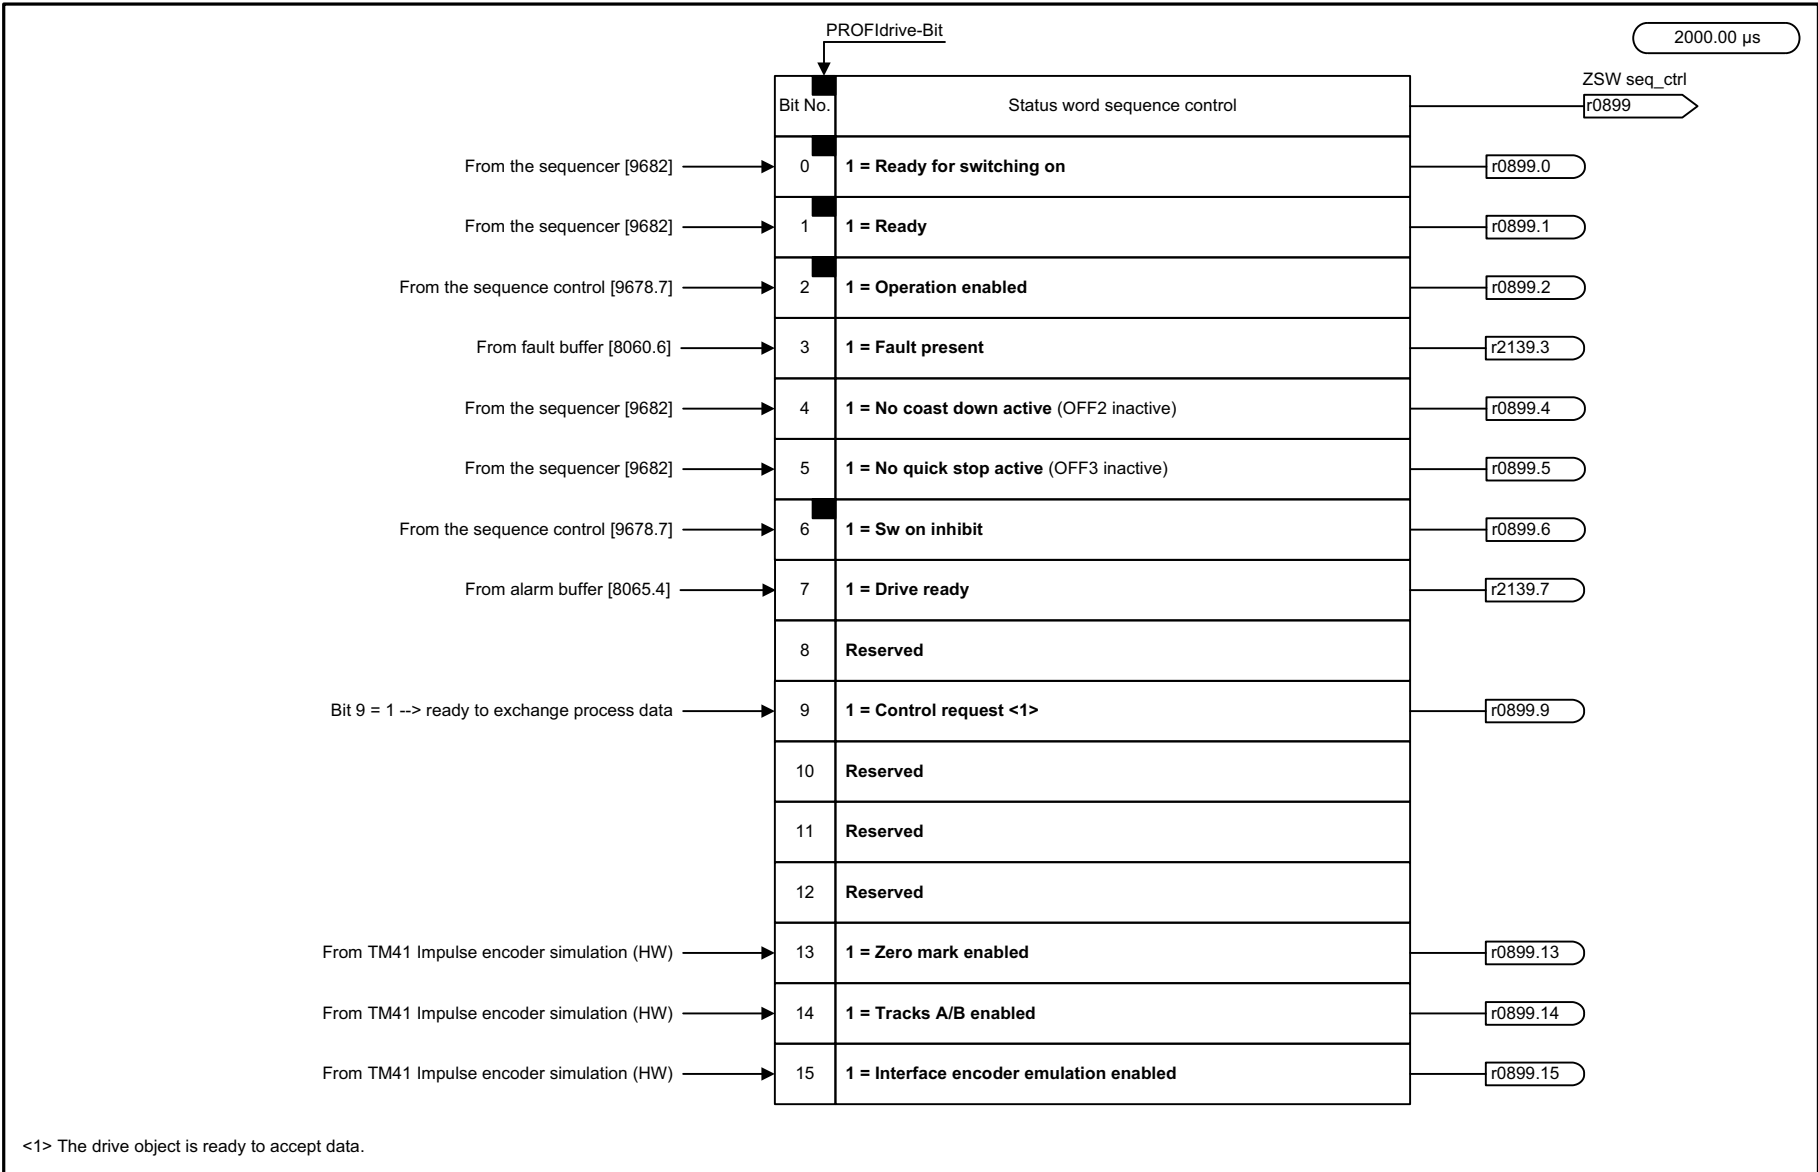 PROFIdrive-Bit
2000.00 µs
ZSW seq_ctrl
Bit No. Status word sequence control r0899
From the sequencer [9682] 0 1 = Ready for switching on r0899.0
From the sequencer [9682] 1 1 = Ready r0899.1
From the sequence control [9678.7] 2 1 = Operation enabled r0899.2
From fault buffer [8060.6] 3 1 = Fault present r2139.3
From the sequencer [9682] 4 1 = No coast down active (OFF2 inactive) r0899.4
From the sequencer [9682] 5 1 = No quick stop active (OFF3 inactive) r0899.5
From the sequence control [9678.7] 6 1 = Sw on inhibit r0899.6
From alarm buffer [8065.4] 7 1 = Drive ready r2139.7
8 Reserved
Bit 9 = 1 --> ready to exchange process data 9 1 = Control request <1> r0899.9
10 Reserved
11 Reserved
12 Reserved
From TM41 Impulse encoder simulation (HW) 13 1 = Zero mark enabled r0899.13
From TM41 Impulse encoder simulation (HW) 14 1 = Tracks A/B enabled r0899.14
From TM41 Impulse encoder simulation (HW) 15 1 = Interface encoder emulation enabled r0899.15
<1> The drive object is ready to accept data.